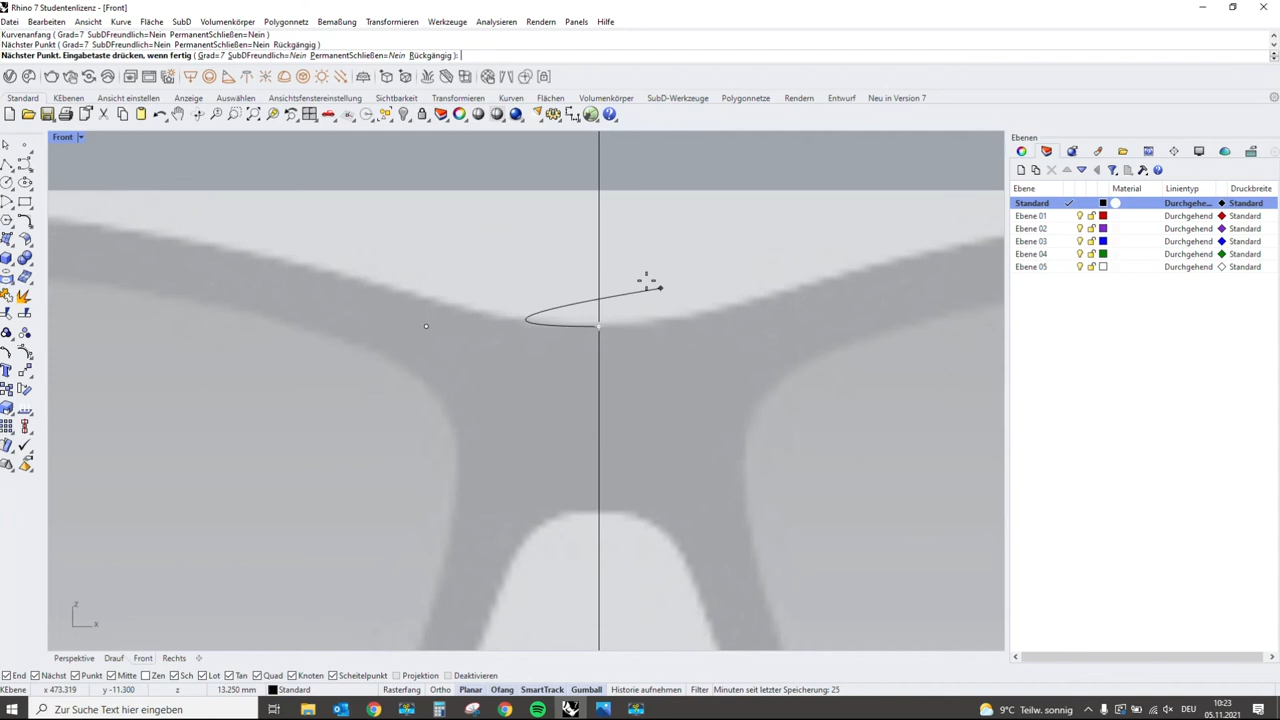 Rhino 7 Studentenlizenz - [Front]
Datei Bearbeiten Ansicht Kurve Fläche SubD Volumenkörper Polygonnetz Bemaßung Transformieren Werkzeuge Analysieren Rendern Panels Hilfe
Kurvenanfang ( Grad=7 SubDFreundlich=Nein PermanentSchließen=Nein )
Nächster Punkt ( Grad=7 SubDFreundlich=Nein PermanentSchließen=Nein Rückgängig )
Nächster Punkt. Eingabetaste drücken, wenn fertig ( Grad=7 SubDFreundlich=Nein PermanentSchließen=Nein Rückgängig ):
Standard KEbenen Ansicht einstellen Anzeige Auswählen Ansichtsfenstereinstellung Sichtbarkeit Transformieren Kurven Flächen Volumenkörper SubD-Werkzeuge Polygonnetze Rendern Entwurf Neu in Version 7
Front
Ebenen
Ebene Material Linientyp Druckbreite
Standard Durchgehe... Standard
Ebene 01 Durchgehend Standard
Ebene 02 Durchgehend Standard
Ebene 03 Durchgehend Standard
Ebene 04 Durchgehend Standard
Ebene 05 Durchgehend Standard
z
x
Perspektive Drauf Front Rechts
End Nächst Punkt Mitte Zen Sch Lot Tan Quad Knoten Scheitelpunkt Projektion Deaktivieren
KEbene x 473.319 y -11.300 z 13.250 mm Standard Rasterfang Ortho Planar Ofang SmartTrack Gumball Historie aufnehmen Filter Minuten seit letzter Speicherung: 25
Zur Suche Text hier eingeben
9°C Teilw. sonnig
DEU
10:23
05.11.2021